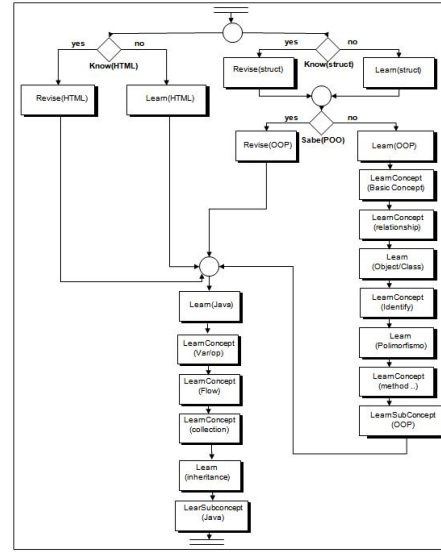 yes
no
Know(HTML)
yes
no
Know(struct)
Revise(HTML)
Learn(HTML)
Revise(struct)
Learn(struct)
yes
no
Sabe(POO)
Revise(OOP)
Learn(OOP)
LearnConcept
(Basic Concept)
LearnConcept
(relationship)
Learn
(Object/Class)
LearnConcept
(Identify)
Learn
(Polimorfismo)
LearnConcept
(method ..)
LearnSubConcept
(OOP)
Learn(Java)
LearnConcept
(Var/op)
LearnConcept
(Flow)
LearnConcept
(collection)
Learn
(inheritance)
LearSubconcept
(Java)